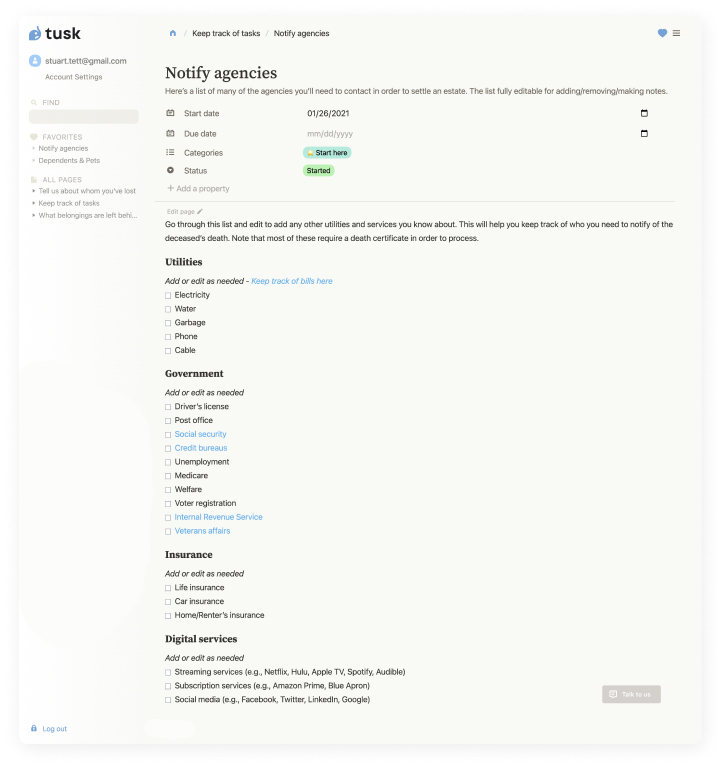 tusk
stuart.tett@gmail.com
Account Settings
FIND
FAVORITES
Notify agencies
Dependents & Pets
ALL PAGES
Tell us about whom you've lost
Keep track of tasks
What belongings are left behi...
Log out
/ Keep track of tasks / Notify agencies
Notify agencies
Here's a list of many of the agencies you'll need to contact in order to settle an estate. The list fully editable for adding/removing/making notes.
Start date 01/26/2021
Due date mm/dd/yyyy
Categories Start here
Status Started
+ Add a property
Edit page
Go through this list and edit to add any other utilities and services you know about. This will help you keep track of who you need to notify of the
deceased's death. Note that most of these require a death certificate in order to process.
Utilities
Add or edit as needed - Keep track of bills here
Electricity
Water
Garbage
Phone
Cable
Government
Add or edit as needed
Driver's license
Post office
Social security
Credit bureaus
Unemployment
Medicare
Welfare
Voter registration
Internal Revenue Service
Veterans affairs
Insurance
Add or edit as needed
Life insurance
Car insurance
Home/Renter's insurance
Digital services
Add or edit as needed
Streaming services (e.g., Netflix, Hulu, Apple TV, Spotify, Audible)
Subscription services (e.g., Amazon Prime, Blue Apron)
Social media (e.g., Facebook, Twitter, LinkedIn, Google)
Talk to us